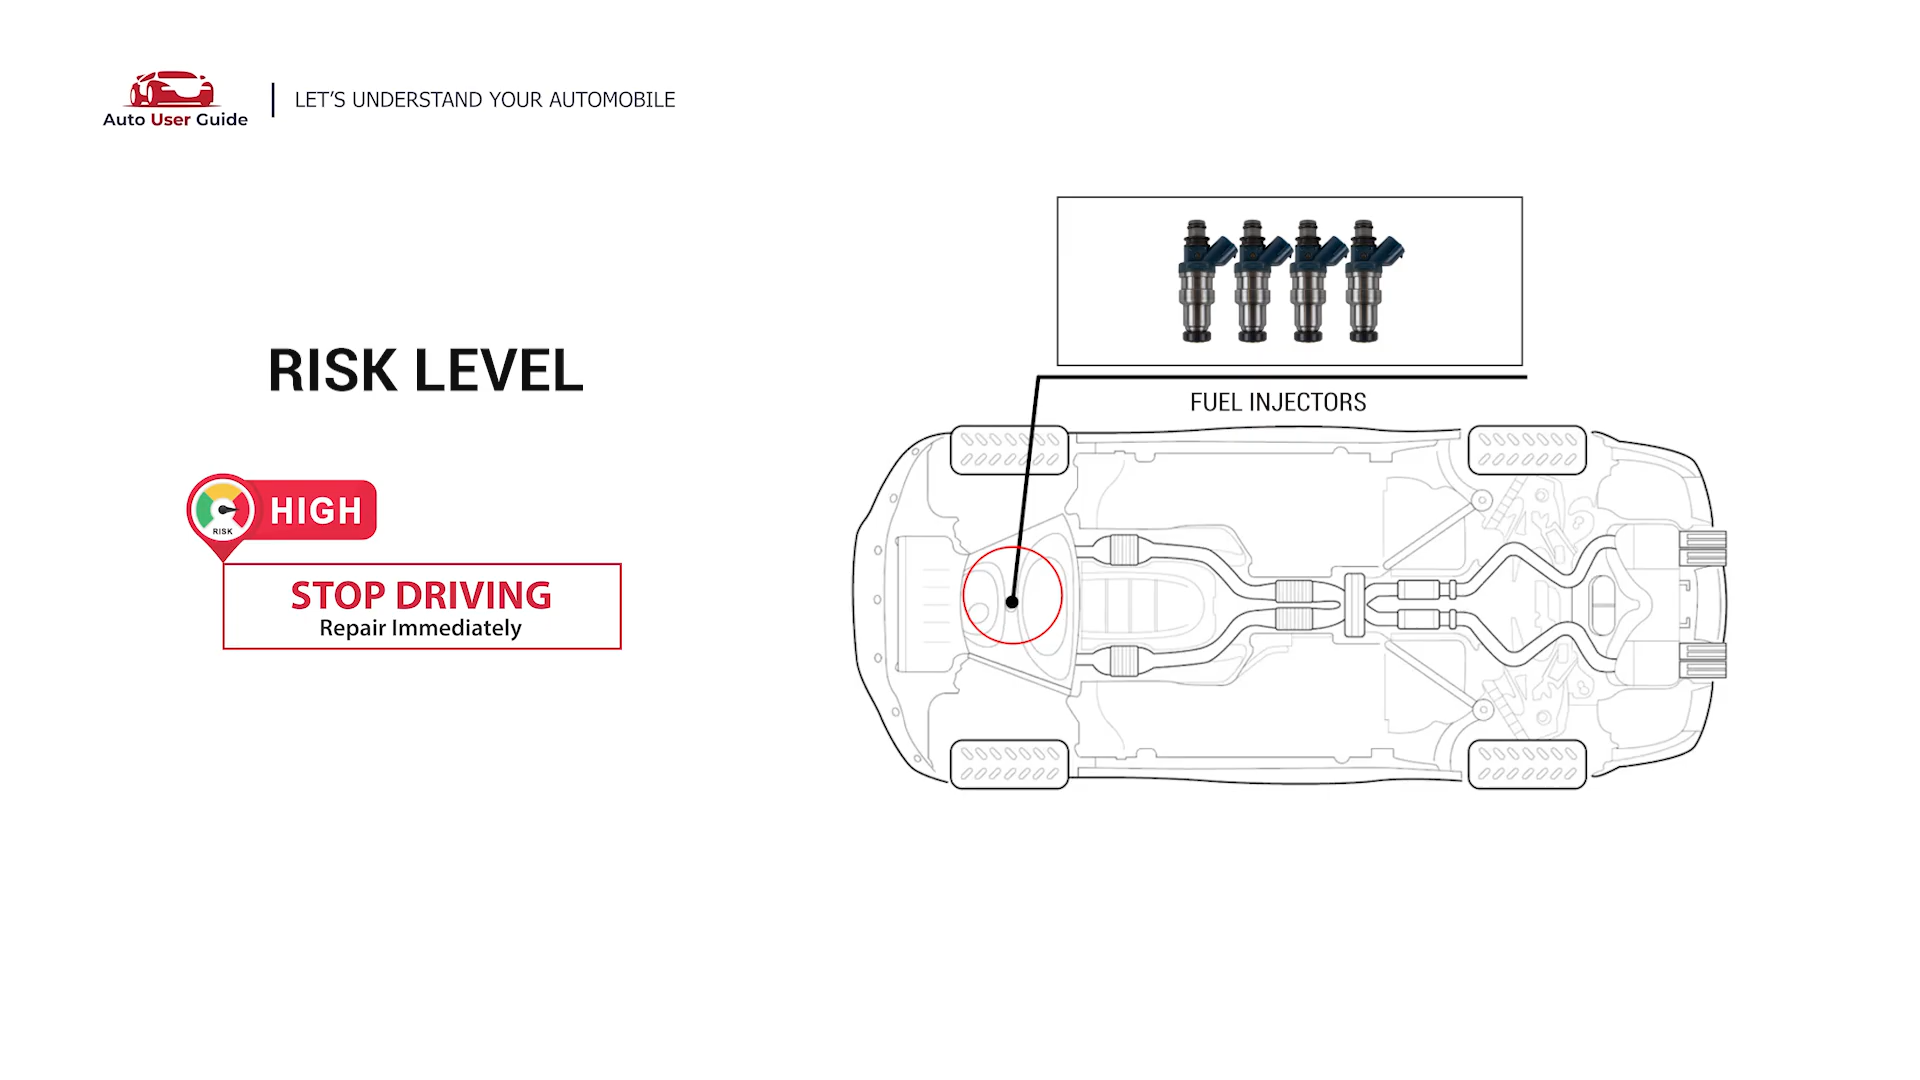 Auto User Guide
LET'S UNDERSTAND YOUR AUTOMOBILE
RISK LEVEL
RISK
HIGH
STOP DRIVING
Repair Immediately
FUEL INJECTORS